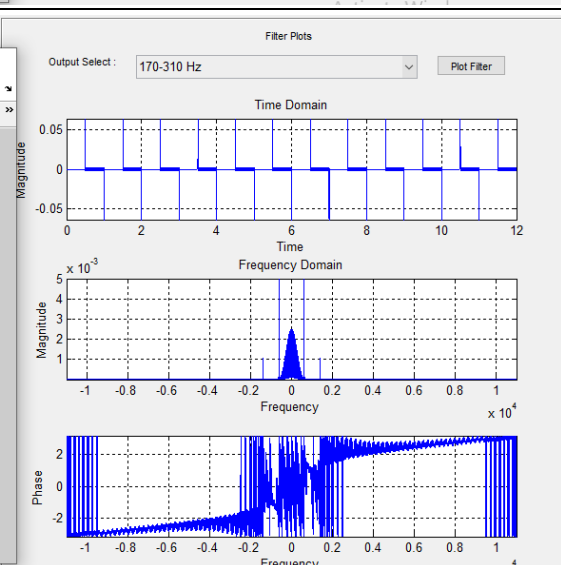 Filter Plots
Output Select :
170-310 Hz
Plot Filter
Time Domain
0.05
0
-0.05
Magnitude
0 2 4 6 8 10 12
Time
x 10^-3
Frequency Domain
5
4
3
2
1
Magnitude
-1 -0.8 -0.6 -0.4 -0.2 0 0.2 0.4 0.6 0.8 1
Frequency
x 10^4
2
0
-2
Phase
-1 -0.8 -0.6 -0.4 -0.2 0 0.2 0.4 0.6 0.8 1
Frequency